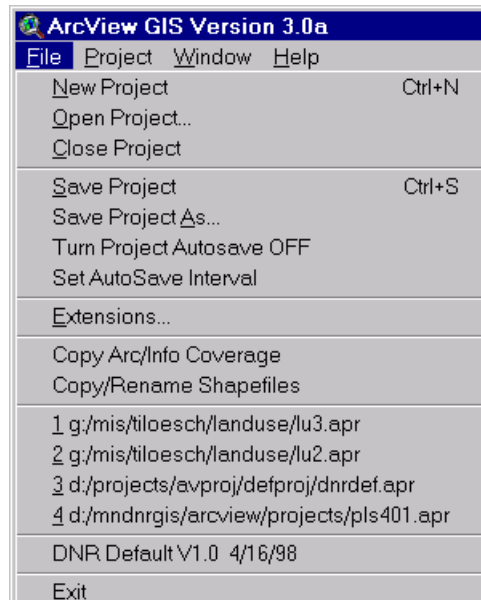 ArcView GIS Version 3.0a
File Project Window Help
New Project Ctrl+N
Open Project...
Close Project
Save Project Ctrl+S
Save Project As...
Turn Project Autosave OFF
Set AutoSave Interval
Extensions...
Copy Arc/Info Coverage
Copy/Rename Shapefiles
1 g:/mis/tiloesch/landuse/lu3.apr
2 g:/mis/tiloesch/landuse/lu2.apr
3 d:/projects/avproj/defproj/dnrdef.apr
4 d:/mndnrgis/arcview/projects/pls401.apr
DNR Default V1.0 4/16/98
Exit